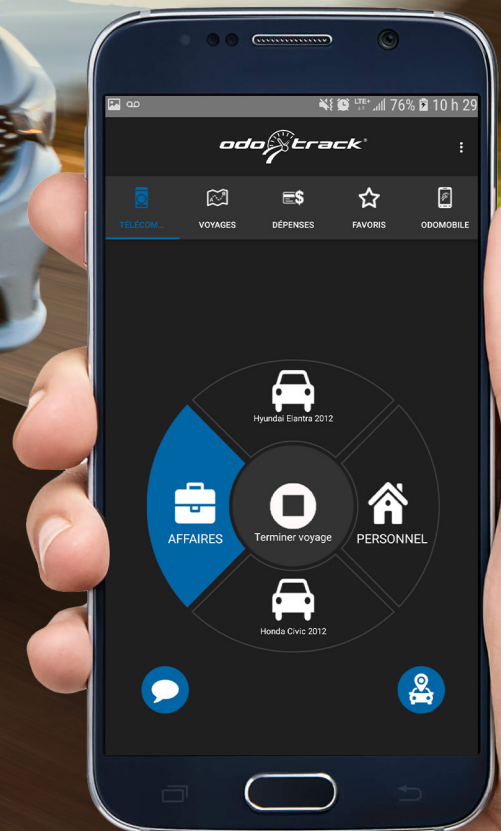 LTE+ 76% 10 h 29
odotrack
TÉLÉCOM...
VOYAGES
DÉPENSES
FAVORIS
ODOMOBILE
Hyundai Elantra 2012
AFFAIRES
Terminer voyage
PERSONNEL
Honda Civic 2012